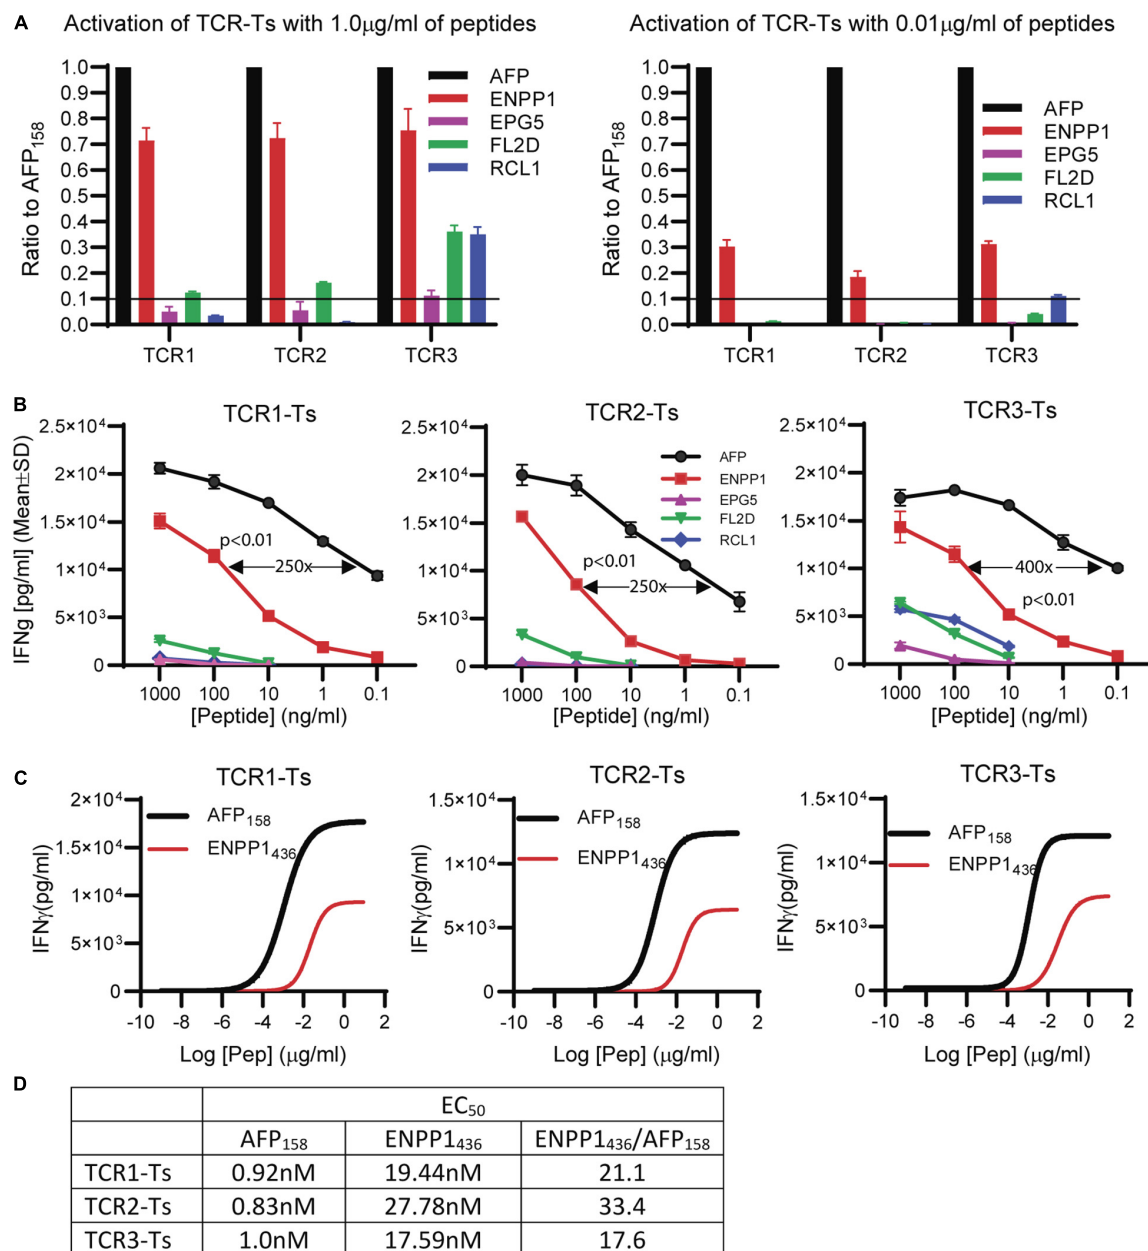 A Activation of TCR-Ts with 1.0μg/ml of peptides
Ratio to AFP158
1.0
0.9
0.8
0.7
0.6
0.5
0.4
0.3
0.2
0.1
0.0
AFP
ENPP1
EPG5
FL2D
RCL1
TCR1 TCR2 TCR3
Activation of TCR-Ts with 0.01μg/ml of peptides
Ratio to AFP158
1.0
0.9
0.8
0.7
0.6
0.5
0.4
0.3
0.2
0.1
0.0
AFP
ENPP1
EPG5
FL2D
RCL1
TCR1 TCR2 TCR3
B
TCR1-Ts
IFNg [pg/ml] (Mean±SD)
2.5×10⁴
2×10⁴
1.5×10⁴
1×10⁴
5×10³
0
p<0.01
250x
1000 100 10 1 0.1
[Peptide] (ng/ml)
TCR2-Ts
2.5×10⁴
2×10⁴
1.5×10⁴
1×10⁴
5×10³
0
AFP
ENPP1
EPG5
FL2D
RCL1
p<0.01
250x
1000 100 10 1 0.1
[Peptide] (ng/ml)
TCR3-Ts
2.5×10⁴
2×10⁴
1.5×10⁴
1×10⁴
5×10³
0
400x
p<0.01
1000 100 10 1 0.1
[Peptide] (ng/ml)
C
TCR1-Ts
IFNγ(pg/ml)
2×10⁴
1.5×10⁴
1×10⁴
5×10³
0
AFP158
ENPP1436
-10 -8 -6 -4 -2 0 2
Log [Pep] (μg/ml)
TCR2-Ts
IFNγ(pg/ml)
1.5×10⁴
1×10⁴
5×10³
0
AFP158
ENPP1436
-10 -8 -6 -4 -2 0 2
Log [Pep] (μg/ml)
TCR3-Ts
IFNγ(pg/ml)
1.5×10⁴
1×10⁴
5×10³
0
AFP158
ENPP1436
-10 -8 -6 -4 -2 0 2
Log [Pep] (μg/ml)
D
EC50
AFP158 ENPP1436 ENPP1436/AFP158
TCR1-Ts 0.92nM 19.44nM 21.1
TCR2-Ts 0.83nM 27.78nM 33.4
TCR3-Ts 1.0nM 17.59nM 17.6